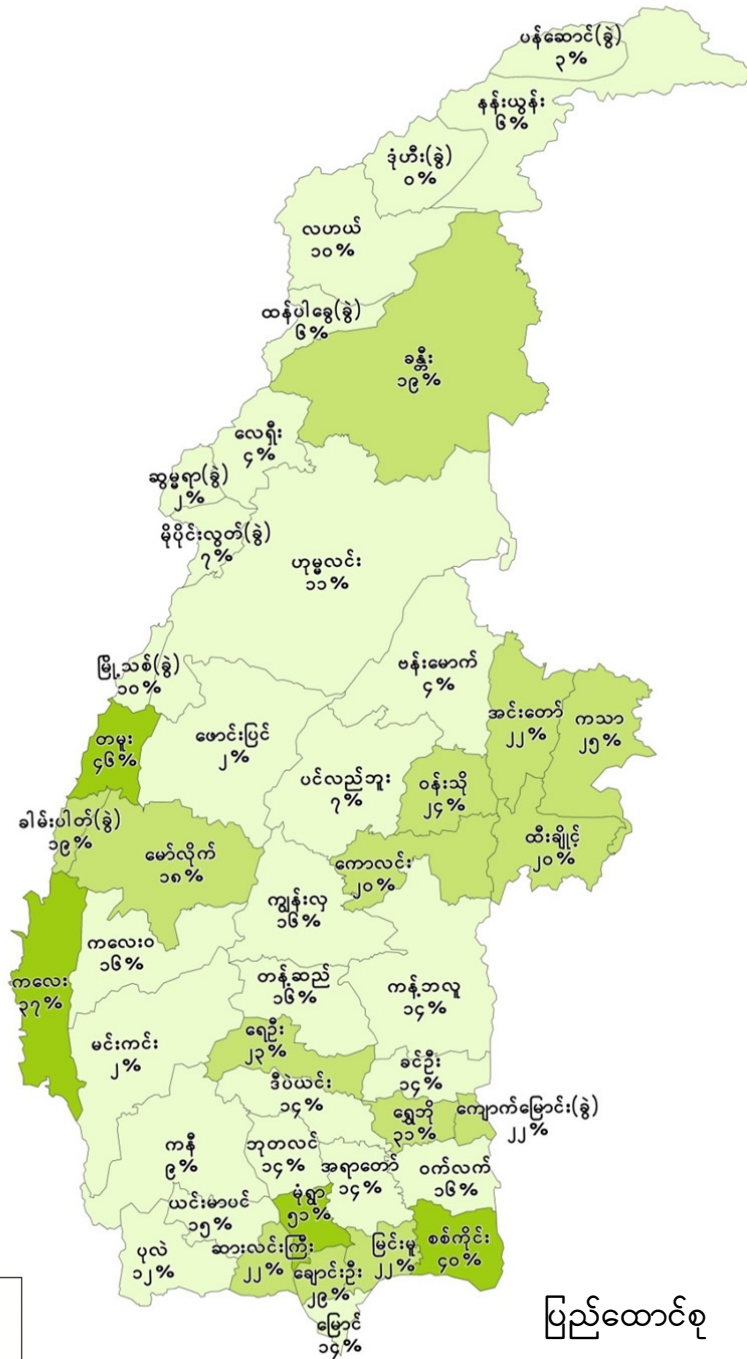 ပန်ဆောင်(ခွဲ)
၃%
နန်းယွန်း
၆%
ဒုံဟီး(ခွဲ)
၀%
လဟယ်
၁၀%
ထန်ပါခွေ(ခွဲ)
၆%
ခန္တီး
၁၉%
လေရှီး
၄%
ဆွမ္မရာ(ခွဲ)
၂%
မိုပိုင်းလွတ်(ခွဲ)
၇%
ဟုမ္မလင်း
၁၁%
မြို့သစ်(ခွဲ)
၁၀%
ဗန်းမောက်
၄%
အင်းတော်
၂၂%
ကသာ
၂၅%
တမူး
၄၆%
ဖောင်းပြင်
၂%
ပင်လည်ဘူး
၇%
ဝန်းသို
၂၄%
ခါမ်းပါတ်(ခွဲ)
၁၉%
မော်လိုက်
၁၈%
ကောလင်း
၂၀%
ထီးချိုင့်
၂၀%
ကျွန်းလှ
၁၆%
ကလေးဝ
၁၆%
ကလေး
၃၇%
တန့်ဆည်
၁၆%
ကန့်ဘလူ
၁၄%
မင်းကင်း
၂%
ရေဦး
၂၃%
ခင်ဦး
၁၄%
ဒီပဲယင်း
၁၄%
ရွှေဘို
၃၁%
ကျောက်မြောင်း(ခွဲ)
၂၂%
ကနီ
၉%
ဘုတလင်
၁၄%
အရာတော်
၁၄%
ဝက်လက်
၁၆%
ယင်းမာပင်
၁၅%
မုံရွာ
၅၁%
ပုလဲ
၁၂%
ဆားလင်းကြီး
၂၂%
ချောင်းဦး
၂၉%
မြင်းမူ
၂၂%
စစ်ကိုင်း
၄၀%
မြောင်
၁၄%
ပြည်ထောင်စု